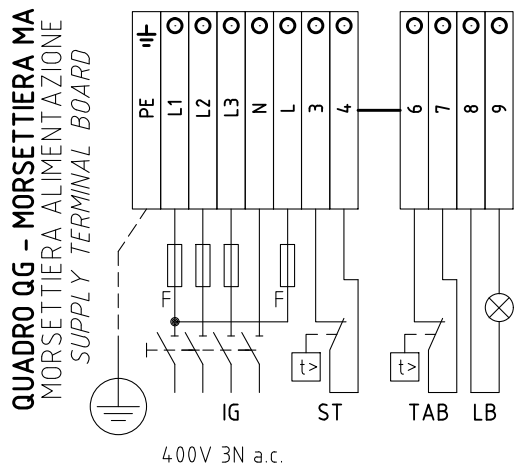 QUADRO QG - MORSETTIERA MA
MORSETTIERA ALIMENTAZIONE
SUPPLY TERMINAL BOARD
PE L1 L2 L3 N L 3 4 6 7 8 9
F F
t> t>
IG ST TAB LB
400V 3N a.c.